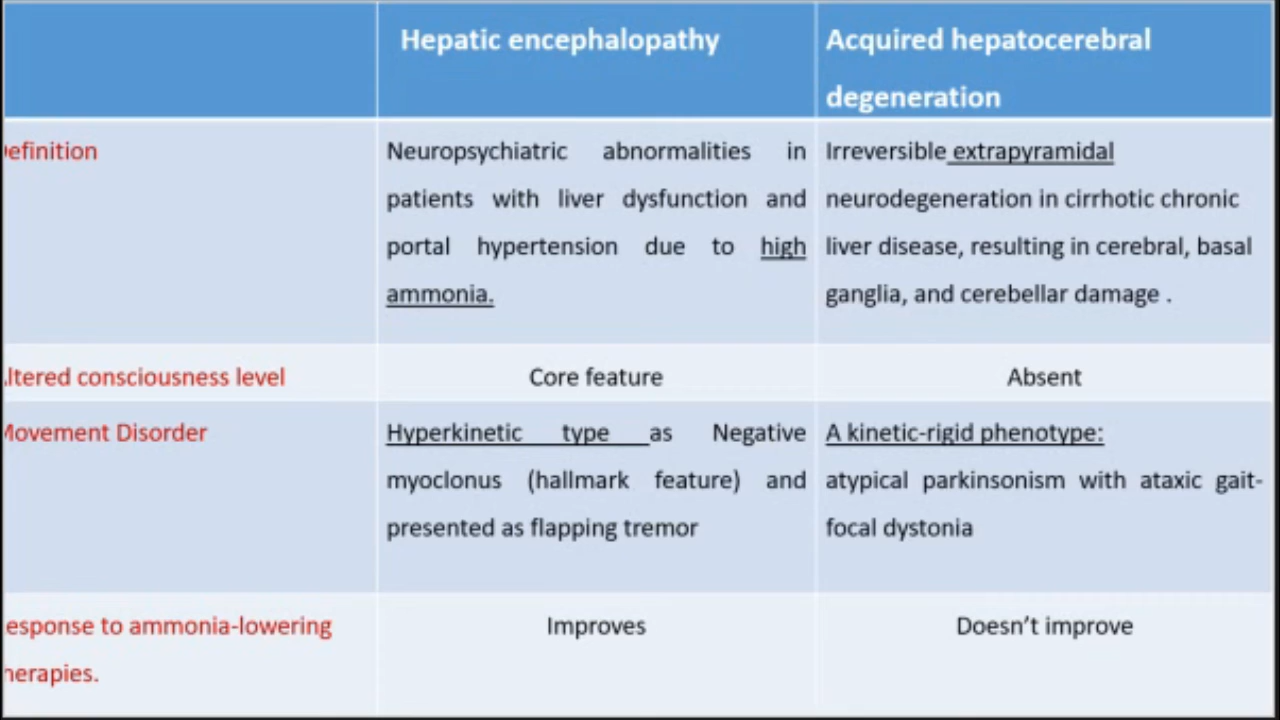 Hepatic encephalopathy
Acquired hepatocerebral
degeneration
efinition
Neuropsychiatric abnormalities in
patients with liver dysfunction and
portal hypertension due to high
ammonia.
Irreversible extrapyramidal
neurodegeneration in cirrhotic chronic
liver disease, resulting in cerebral, basal
ganglia, and cerebellar damage .
ltered consciousness level
Core feature
Absent
Movement Disorder
Hyperkinetic type as Negative
myoclonus (hallmark feature) and
presented as flapping tremor
A kinetic-rigid phenotype:
atypical parkinsonism with ataxic gait-
focal dystonia
esponse to ammonia-lowering
herapies.
Improves
Doesn't improve